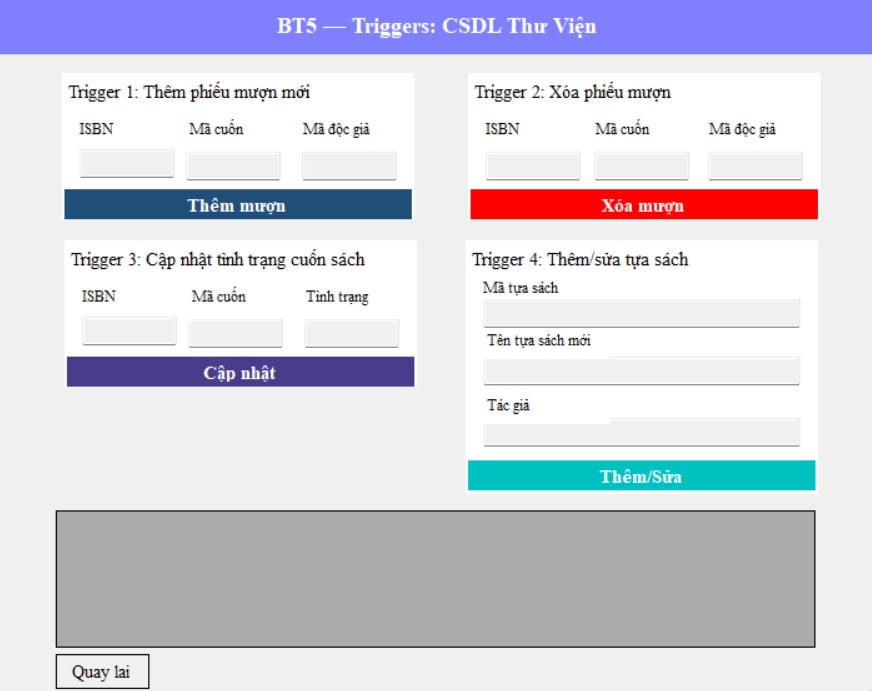 BT5 — Triggers: CSDL Thư Viện
Trigger 1: Thêm phiếu mượn mới
ISBN Mã cuốn Mã độc giả
Thêm mượn
Trigger 2: Xóa phiếu mượn
ISBN Mã cuốn Mã độc giả
Xóa mượn
Trigger 3: Cập nhật tình trạng cuốn sách
ISBN Mã cuốn Tình trạng
Cập nhật
Trigger 4: Thêm/sửa tựa sách
Mã tựa sách
Tên tựa sách mới
Tác giả
Thêm/Sửa
Quay lai